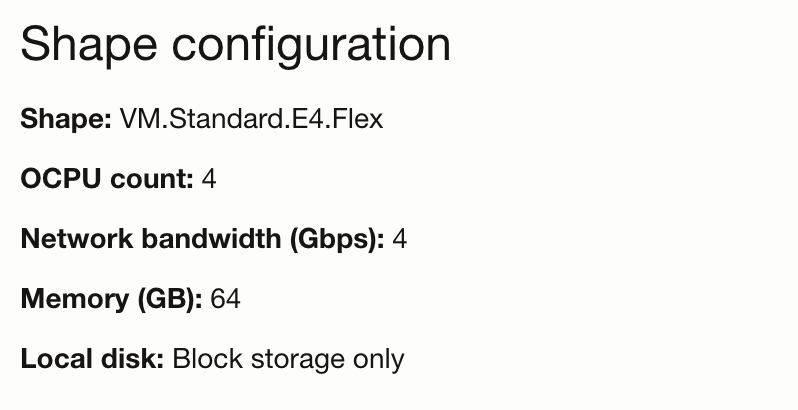 Shape configuration
Shape: VM.Standard.E4.Flex
OCPU count: 4
Network bandwidth (Gbps): 4
Memory (GB): 64
Local disk: Block storage only